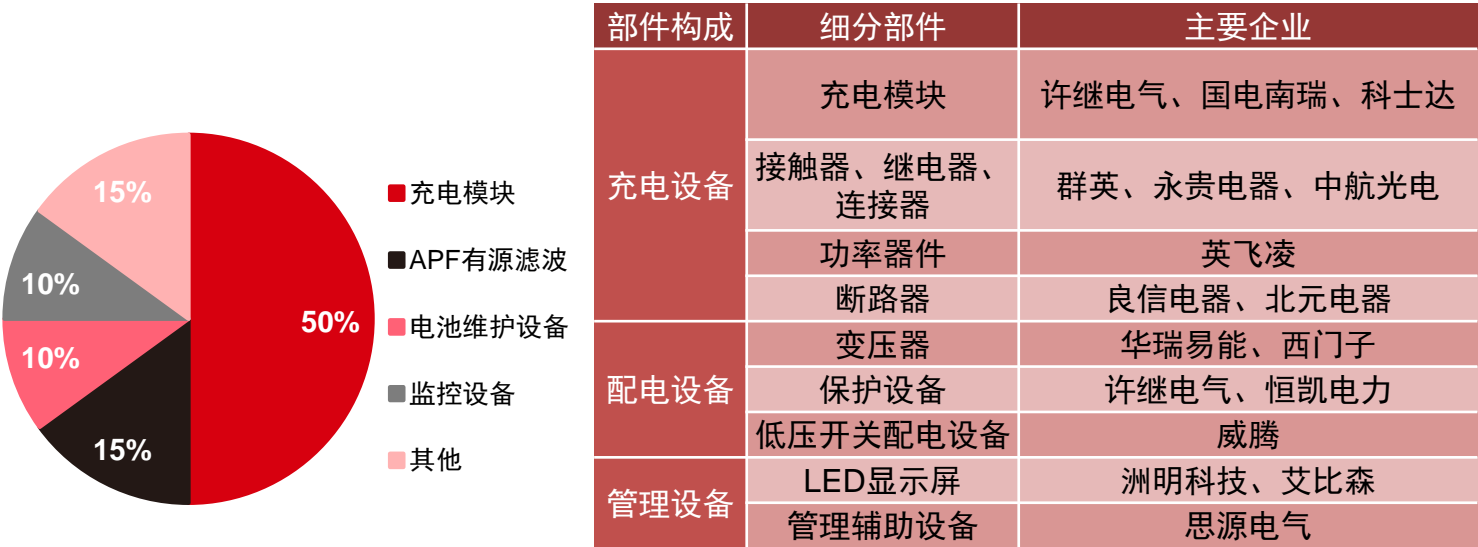 15%
10%
10%
15%
50%
充电模块
APF有源滤波
电池维护设备
监控设备
其他
部件构成 细分部件 主要企业
充电设备
充电模块 许继电气、国电南瑞、科士达
接触器、继电器、
连接器
群英、永贵电器、中航光电
功率器件 英飞凌
断路器 良信电器、北元电器
配电设备
变压器 华瑞易能、西门子
保护设备 许继电气、恒凯电力
低压开关配电设备 威腾
管理设备
LED显示屏 洲明科技、艾比森
管理辅助设备 思源电气